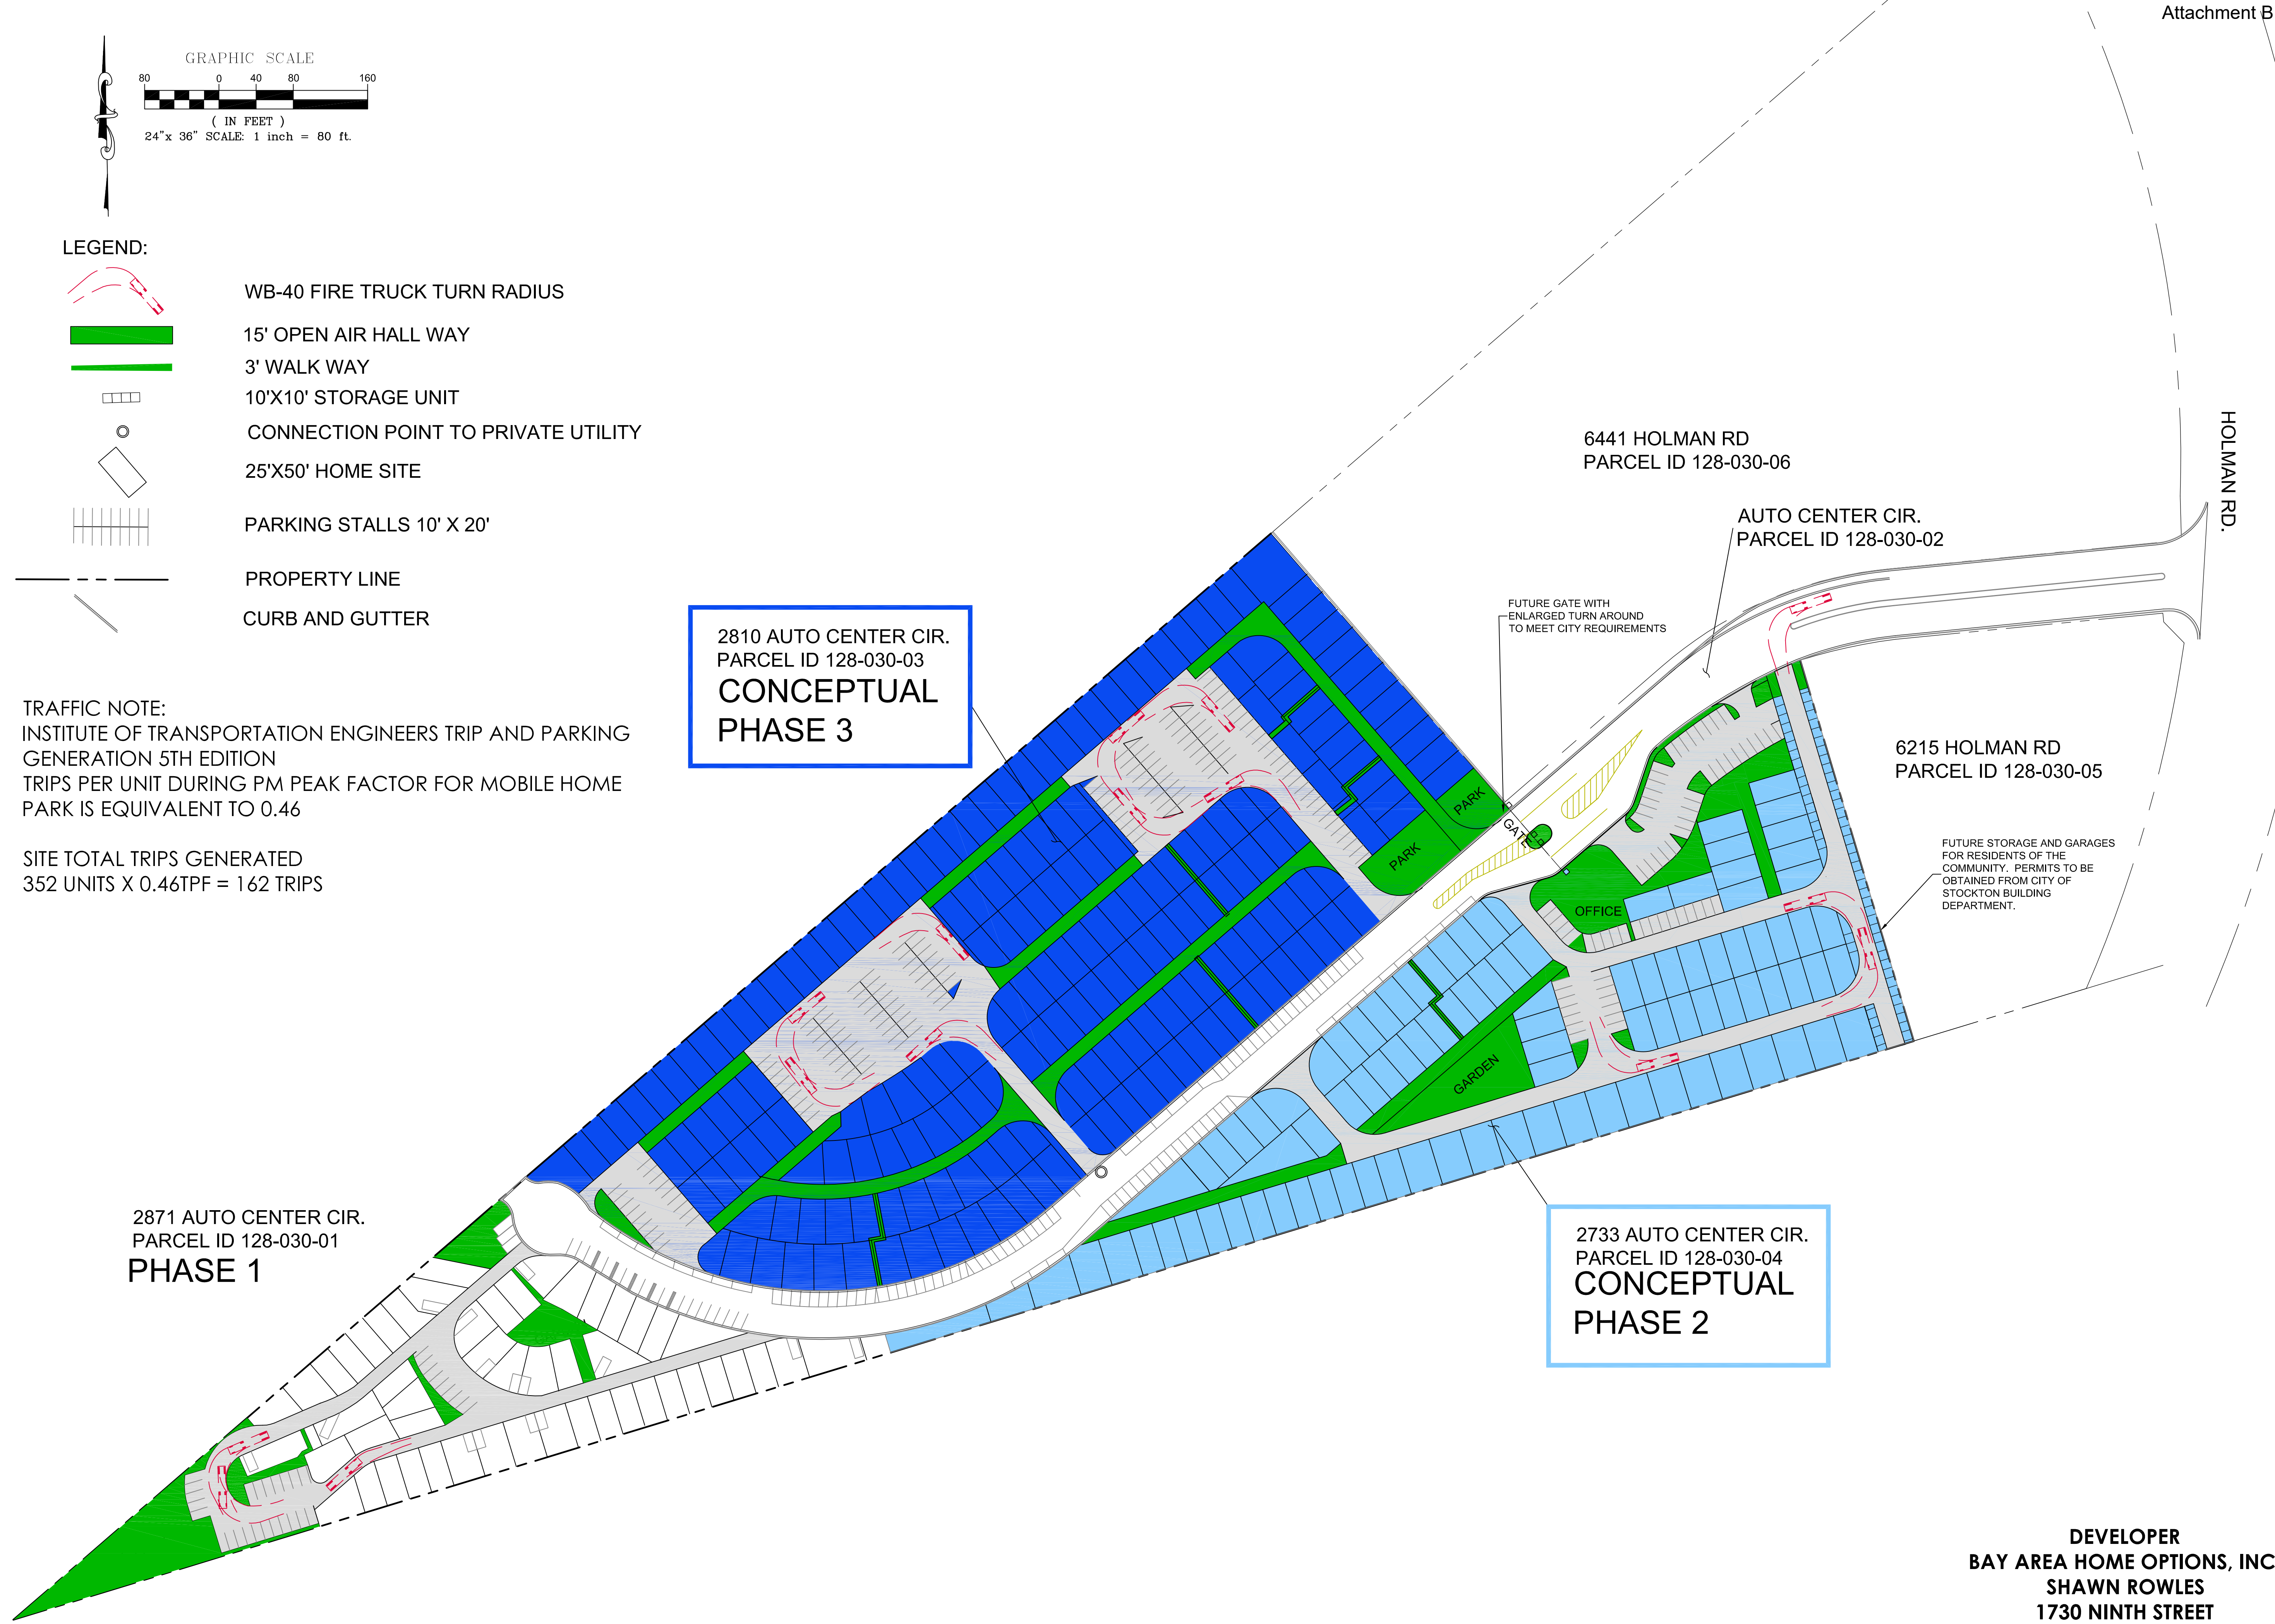 Attachment B
GRAPHIC SCALE
80 0 40 80 160
( IN FEET )
24"x 36" SCALE: 1 inch = 80 ft.
LEGEND:
WB-40 FIRE TRUCK TURN RADIUS
15' OPEN AIR HALL WAY
3' WALK WAY
10'X10' STORAGE UNIT
CONNECTION POINT TO PRIVATE UTILITY
25'X50' HOME SITE
PARKING STALLS 10' X 20'
PROPERTY LINE
CURB AND GUTTER
TRAFFIC NOTE:
INSTITUTE OF TRANSPORTATION ENGINEERS TRIP AND PARKING
GENERATION 5TH EDITION
TRIPS PER UNIT DURING PM PEAK FACTOR FOR MOBILE HOME
PARK IS EQUIVALENT TO 0.46
SITE TOTAL TRIPS GENERATED
352 UNITS X 0.46TPF = 162 TRIPS
2810 AUTO CENTER CIR.
PARCEL ID 128-030-03
CONCEPTUAL
PHASE 3
6441 HOLMAN RD
PARCEL ID 128-030-06
HOLMAN RD.
AUTO CENTER CIR.
PARCEL ID 128-030-02
FUTURE GATE WITH
ENLARGED TURN AROUND
TO MEET CITY REQUIREMENTS
6215 HOLMAN RD
PARCEL ID 128-030-05
FUTURE STORAGE AND GARAGES
FOR RESIDENTS OF THE
COMMUNITY. PERMITS TO BE
OBTAINED FROM CITY OF
STOCKTON BUILDING
DEPARTMENT.
PARK
GATE
PARK
OFFICE
GARDEN
2871 AUTO CENTER CIR.
PARCEL ID 128-030-01
PHASE 1
2733 AUTO CENTER CIR.
PARCEL ID 128-030-04
CONCEPTUAL
PHASE 2
DEVELOPER
BAY AREA HOME OPTIONS, INC
SHAWN ROWLES
1730 NINTH STREET